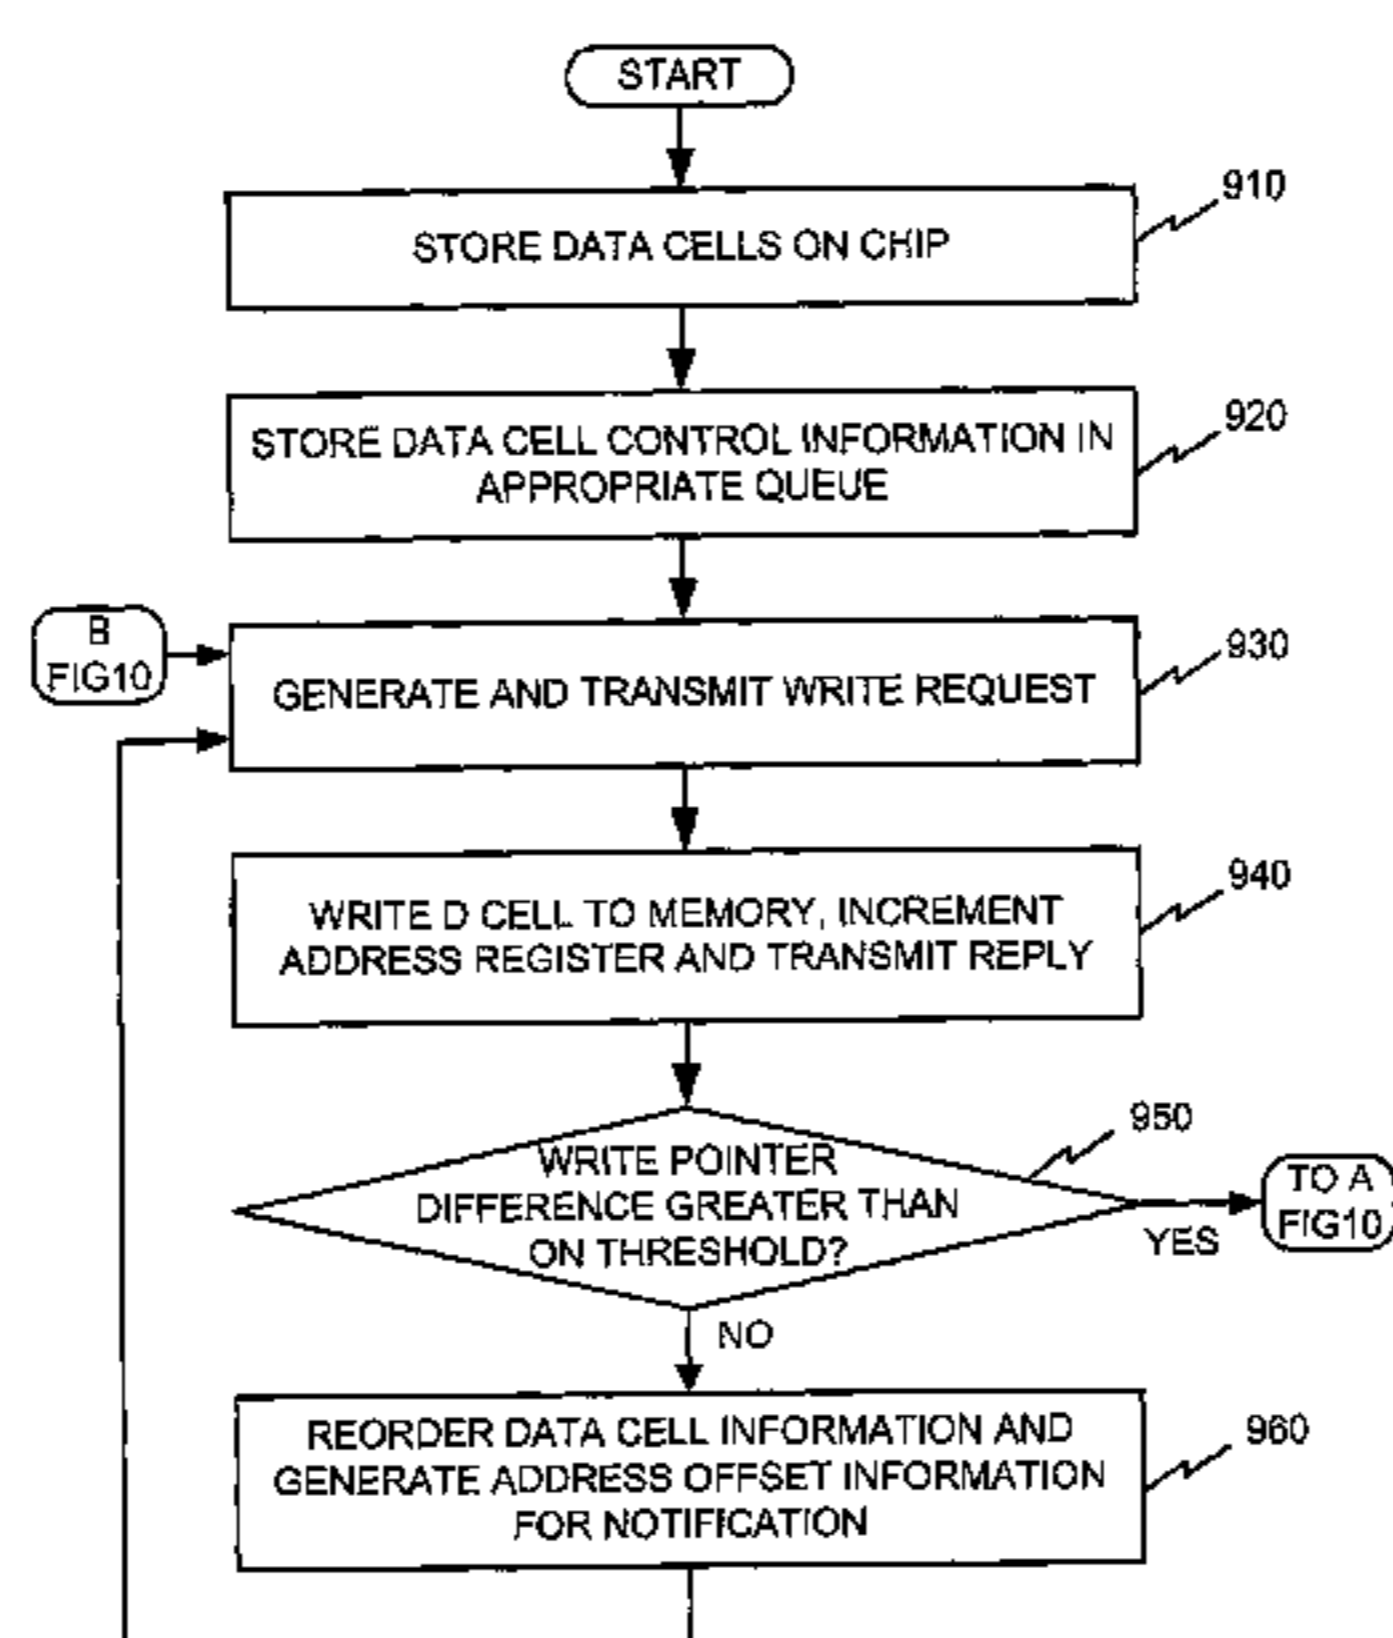 START
910
STORE DATA CELLS ON CHIP
920
STORE DATA CELL CONTROL INFORMATION IN
APPROPRIATE QUEUE
B
FIG10
930
GENERATE AND TRANSMIT WRITE REQUEST
940
WRITE D CELL TO MEMORY, INCREMENT
ADDRESS REGISTER AND TRANSMIT REPLY
950
WRITE POINTER
DIFFERENCE GREATER THAN
ON THRESHOLD?
TO A
FIG10
YES
NO
960
REORDER DATA CELL INFORMATION AND
GENERATE ADDRESS OFFSET INFORMATION
FOR NOTIFICATION